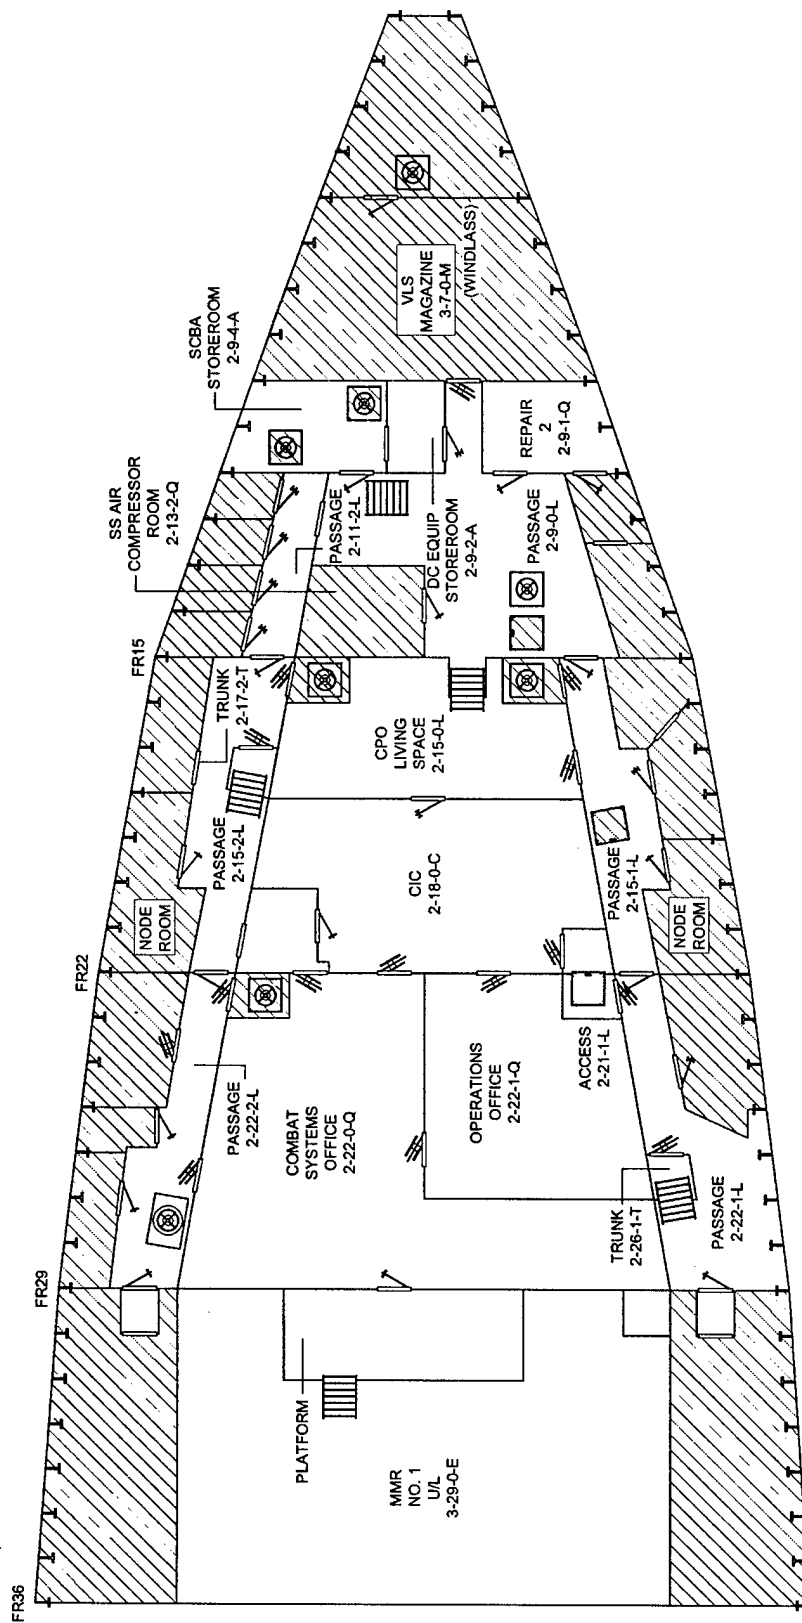 VLS
MAGAZINE
3-7-0-M
(WINDLASS)
SCBA
STOREROOM
2-9-4-A
REPAIR
2
2-9-1-Q
SS AIR
COMPRESSOR
ROOM
2-13-2-Q
PASSAGE
2-11-2-L
DC EQUIP
STOREROOM
2-9-2-A
PASSAGE
2-9-0-L
FR15
TRUNK
2-17-2-T
CPO
LIVING
SPACE
2-15-0-L
PASSAGE
2-15-2-L
CIC
2-18-0-C
PASSAGE
2-15-1-L
NODE
ROOM
NODE
ROOM
FR22
PASSAGE
2-22-2-L
COMBAT
SYSTEMS
OFFICE
2-22-0-Q
OPERATIONS
OFFICE
2-22-1-Q
ACCESS
2-21-1-L
TRUNK
2-26-1-T
PASSAGE
2-22-1-L
FR29
PLATFORM
MMR
NO. 1
U/L
3-29-0-E
FR36